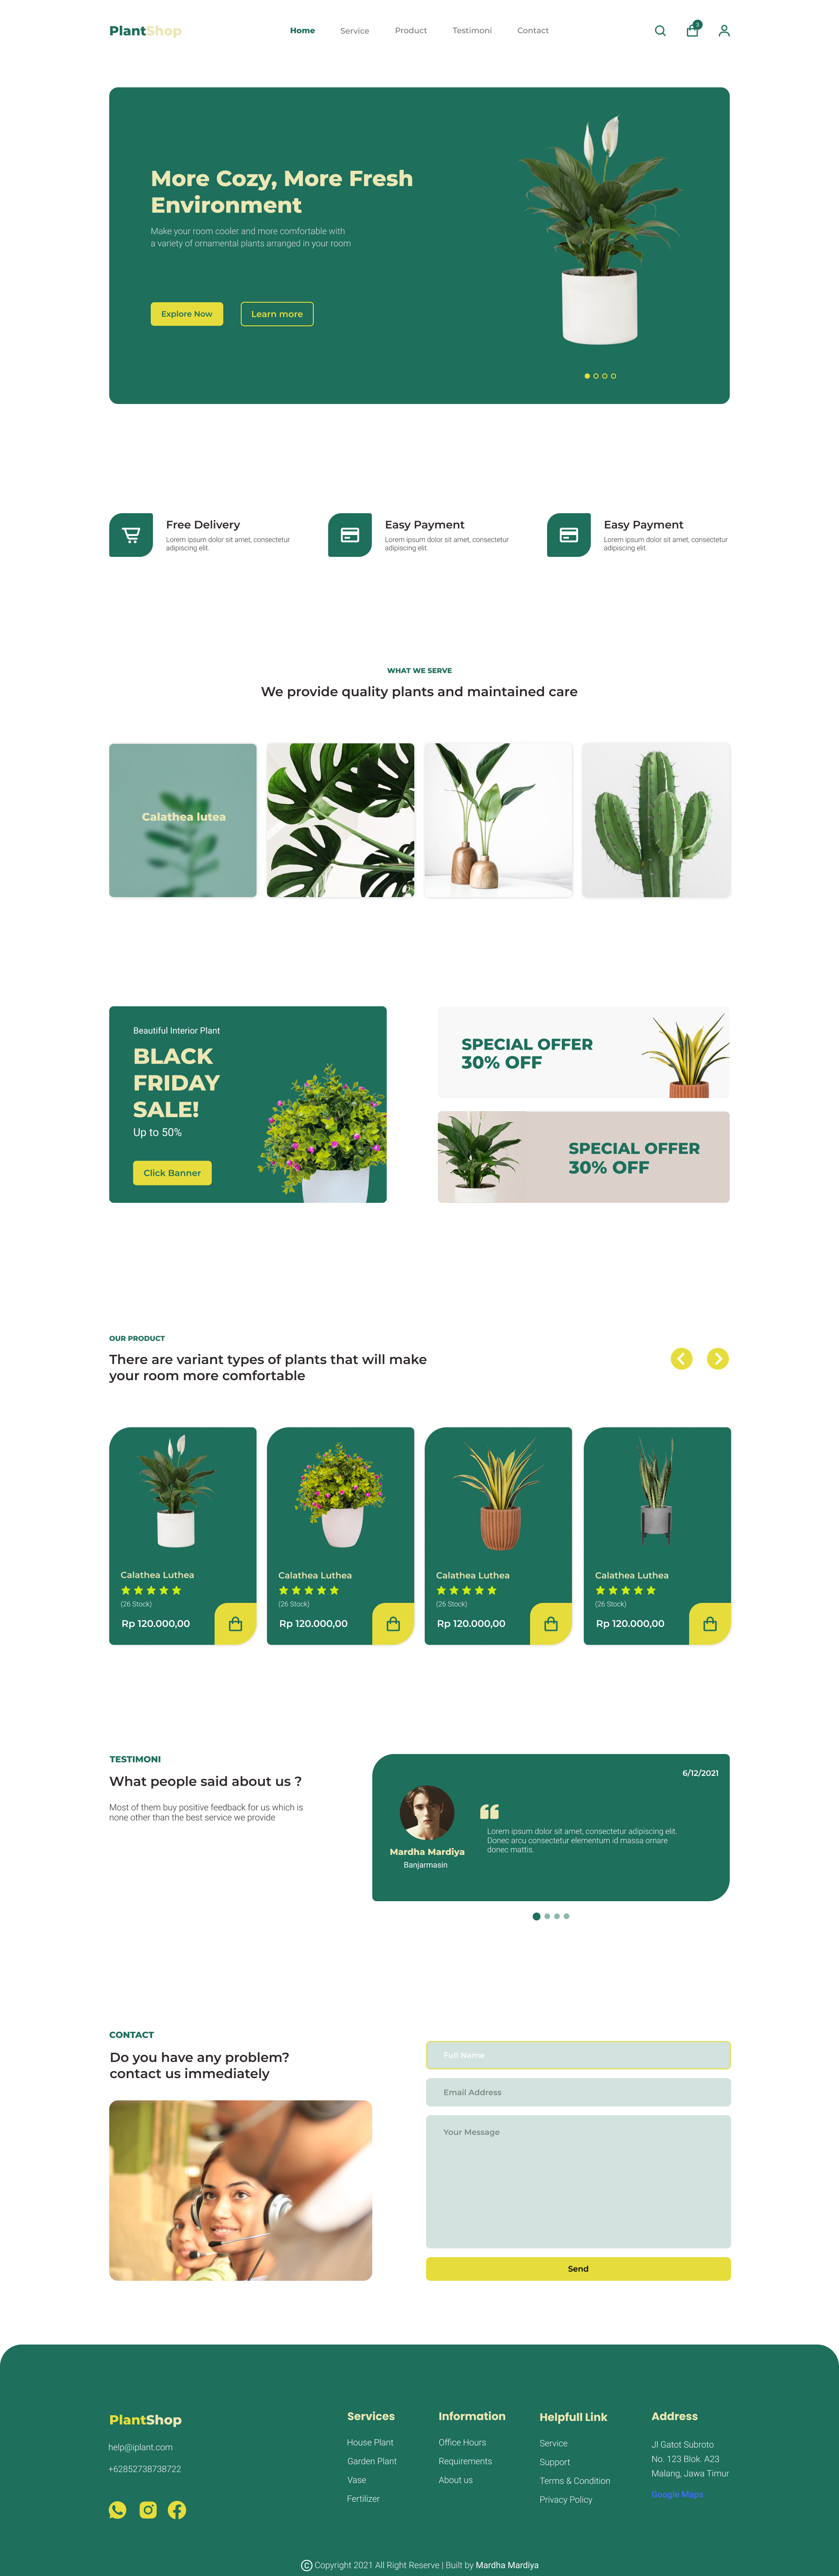 PlantShop
Home Service Product Testimoni Contact
3
More Cozy, More Fresh
Environment
Make your room cooler and more comfortable with
a variety of ornamental plants arranged in your room
Explore Now
Learn more
Free Delivery
Lorem ipsum dolor sit amet, consectetur
adipiscing elit.
Easy Payment
Lorem ipsum dolor sit amet, consectetur
adipiscing elit.
Easy Payment
Lorem ipsum dolor sit amet, consectetur
adipiscing elit.
WHAT WE SERVE
We provide quality plants and maintained care
Calathea lutea
Beautiful Interior Plant
BLACK
FRIDAY
SALE!
Up to 50%
Click Banner
SPECIAL OFFER
30% OFF
SPECIAL OFFER
30% OFF
OUR PRODUCT
There are variant types of plants that will make
your room more comfortable
Calathea Luthea
(26 Stock)
Rp 120.000,00
Calathea Luthea
(26 Stock)
Rp 120.000,00
Calathea Luthea
(26 Stock)
Rp 120.000,00
Calathea Luthea
(26 Stock)
Rp 120.000,00
TESTIMONI
What people said about us ?
Most of them buy positive feedback for us which is
none other than the best service we provide
6/12/2021
Mardha Mardiya
Banjarmasin
Lorem ipsum dolor sit amet, consectetur adipiscing elit.
Donec arcu consectetur elementum id massa ornare
donec mattis.
CONTACT
Do you have any problem?
contact us immediately
Full Name
Email Address
Your Message
Send
PlantShop
help@iplant.com
+62852738738722
Services
House Plant
Garden Plant
Vase
Fertilizer
Information
Office Hours
Requirements
About us
Helpfull Link
Service
Support
Terms & Condition
Privacy Policy
Address
Jl Gatot Subroto
No. 123 Blok. A23
Malang, Jawa Timur
Google Maps
© Copyright 2021 All Right Reserve | Built by Mardha Mardiya